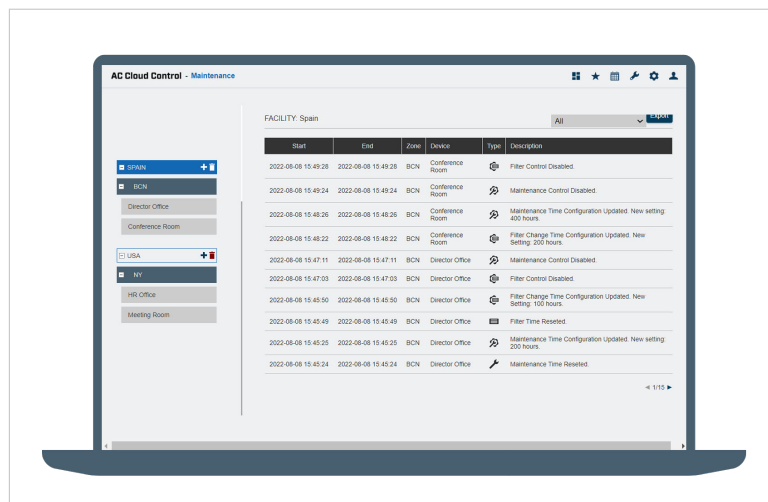 AC Cloud Control - Maintenance
FACILITY: Spain
All
Export
SPAIN
BCN
Director Office
Conference Room
USA
NY
HR Office
Meeting Room
Start End Zone Device Type Description
2022-08-08 15:49:28 2022-08-08 15:49:28 BCN Conference Room Filter Control Disabled.
2022-08-08 15:49:24 2022-08-08 15:49:24 BCN Conference Room Maintenance Control Disabled.
2022-08-08 15:48:26 2022-08-08 15:48:26 BCN Conference Room Maintenance Time Configuration Updated. New setting: 400 hours.
2022-08-08 15:48:22 2022-08-08 15:48:22 BCN Conference Room Filter Change Time Configuration Updated. New Setting: 200 hours.
2022-08-08 15:47:11 2022-08-08 15:47:11 BCN Director Office Maintenance Control Disabled.
2022-08-08 15:47:03 2022-08-08 15:47:03 BCN Director Office Filter Control Disabled.
2022-08-08 15:45:50 2022-08-08 15:45:50 BCN Director Office Filter Change Time Configuration Updated. New Setting: 100 hours.
2022-08-08 15:45:49 2022-08-08 15:45:49 BCN Director Office Filter Time Reseted.
2022-08-08 15:45:25 2022-08-08 15:45:25 BCN Director Office Maintenance Time Configuration Updated. New setting: 200 hours.
2022-08-08 15:45:24 2022-08-08 15:45:24 BCN Director Office Maintenance Time Reseted.
1/15